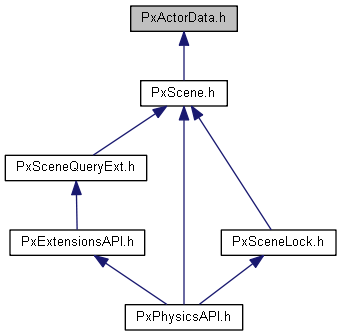 PxActorData.h
PxScene.h
PxSceneQueryExt.h
PxExtensionsAPI.h
PxSceneLock.h
PxPhysicsAPI.h